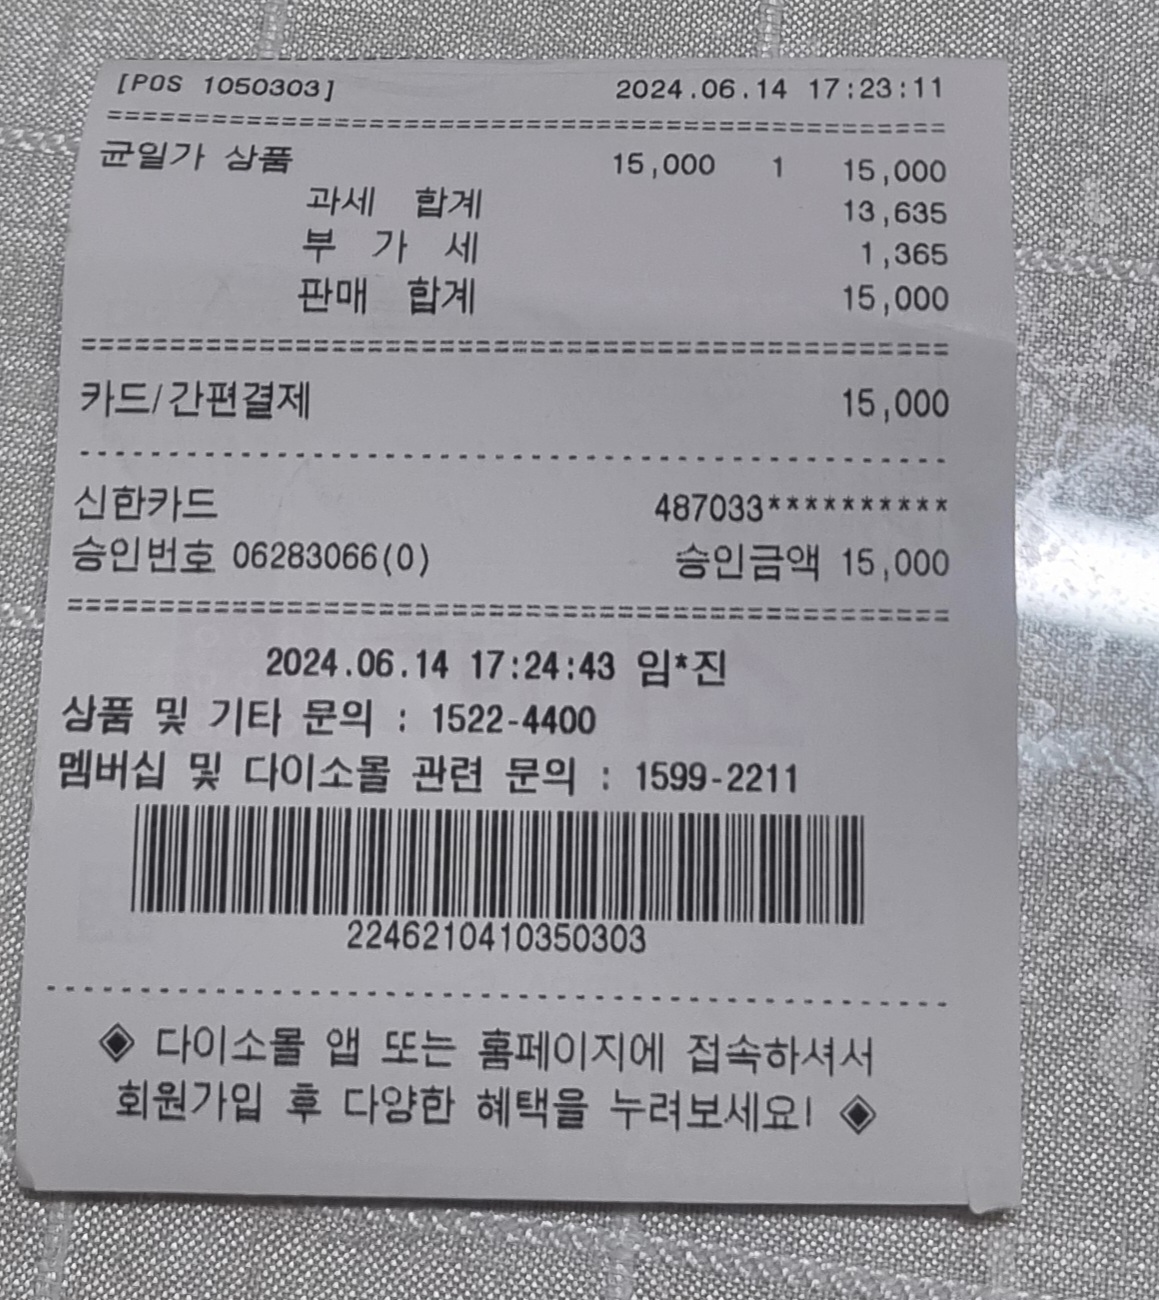 [POS 1050303] 2024.06.14 17:23:11
==================================================
균일가 상품 15,000 1 15,000
과세 합계 13,635
부 가 세 1,365
판매 합계 15,000
==================================================
카드/간편결제 15,000
--------------------------------------------------
신한카드 487033**********
승인번호 06283066(0) 승인금액 15,000
==================================================
2024.06.14 17:24:43 임*진
상품 및 기타 문의 : 1522-4400
멤버십 및 다이소몰 관련 문의 : 1599-2211
2246210410350303
--------------------------------------------------
◈ 다이소몰 앱 또는 홈페이지에 접속하셔서
회원가입 후 다양한 혜택을 누려보세요! ◈